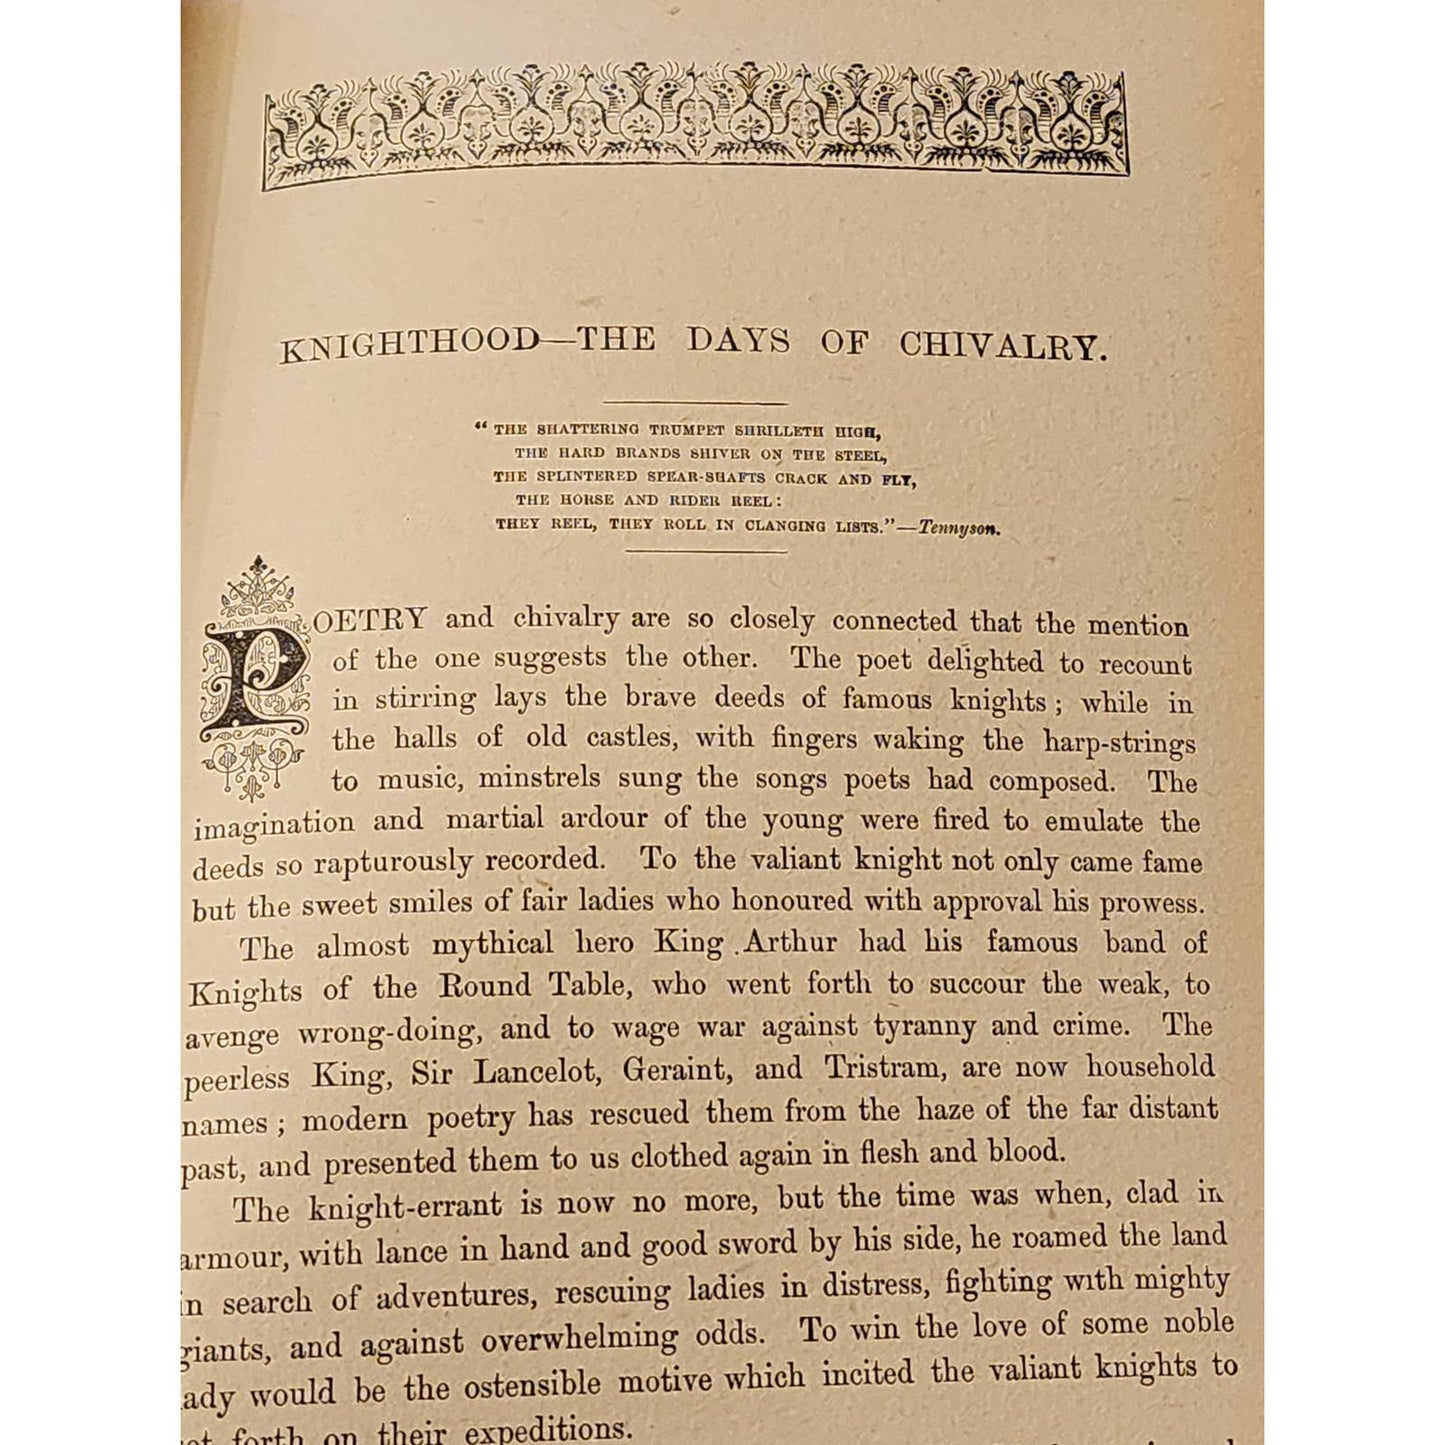 KNIGHTHOOD—THE DAYS OF CHIVALRY.
“ THE SHATTERING TRUMPET SHRILLETH HIGH,
THE HARD BRANDS SHIVER ON THE STEEL,
THE SPLINTERED SPEAR-SHAFTS CRACK AND FLY,
THE HORSE AND RIDER REEL:
THEY REEL, THEY ROLL IN CLANGING LISTS.”—Tennyson.
POETRY and chivalry are so closely connected that the mention
of the one suggests the other. The poet delighted to recount
in stirring lays the brave deeds of famous knights ; while in
the halls of old castles, with fingers waking the harp-strings
to music, minstrels sung the songs poets had composed. The
imagination and martial ardour of the young were fired to emulate the
deeds so rapturously recorded. To the valiant knight not only came fame
but the sweet smiles of fair ladies who honoured with approval his prowess.
The almost mythical hero King Arthur had his famous band of
Knights of the Round Table, who went forth to succour the weak, to
avenge wrong-doing, and to wage war against tyranny and crime. The
peerless King, Sir Lancelot, Geraint, and Tristram, are now household
names ; modern poetry has rescued them from the haze of the far distant
past, and presented them to us clothed again in flesh and blood.
The knight-errant is now no more, but the time was when, clad in
armour, with lance in hand and good sword by his side, he roamed the land
in search of adventures, rescuing ladies in distress, fighting with mighty
giants, and against overwhelming odds. To win the love of some noble
lady would be the ostensible motive which incited the valiant knights to
forth on their expeditions.